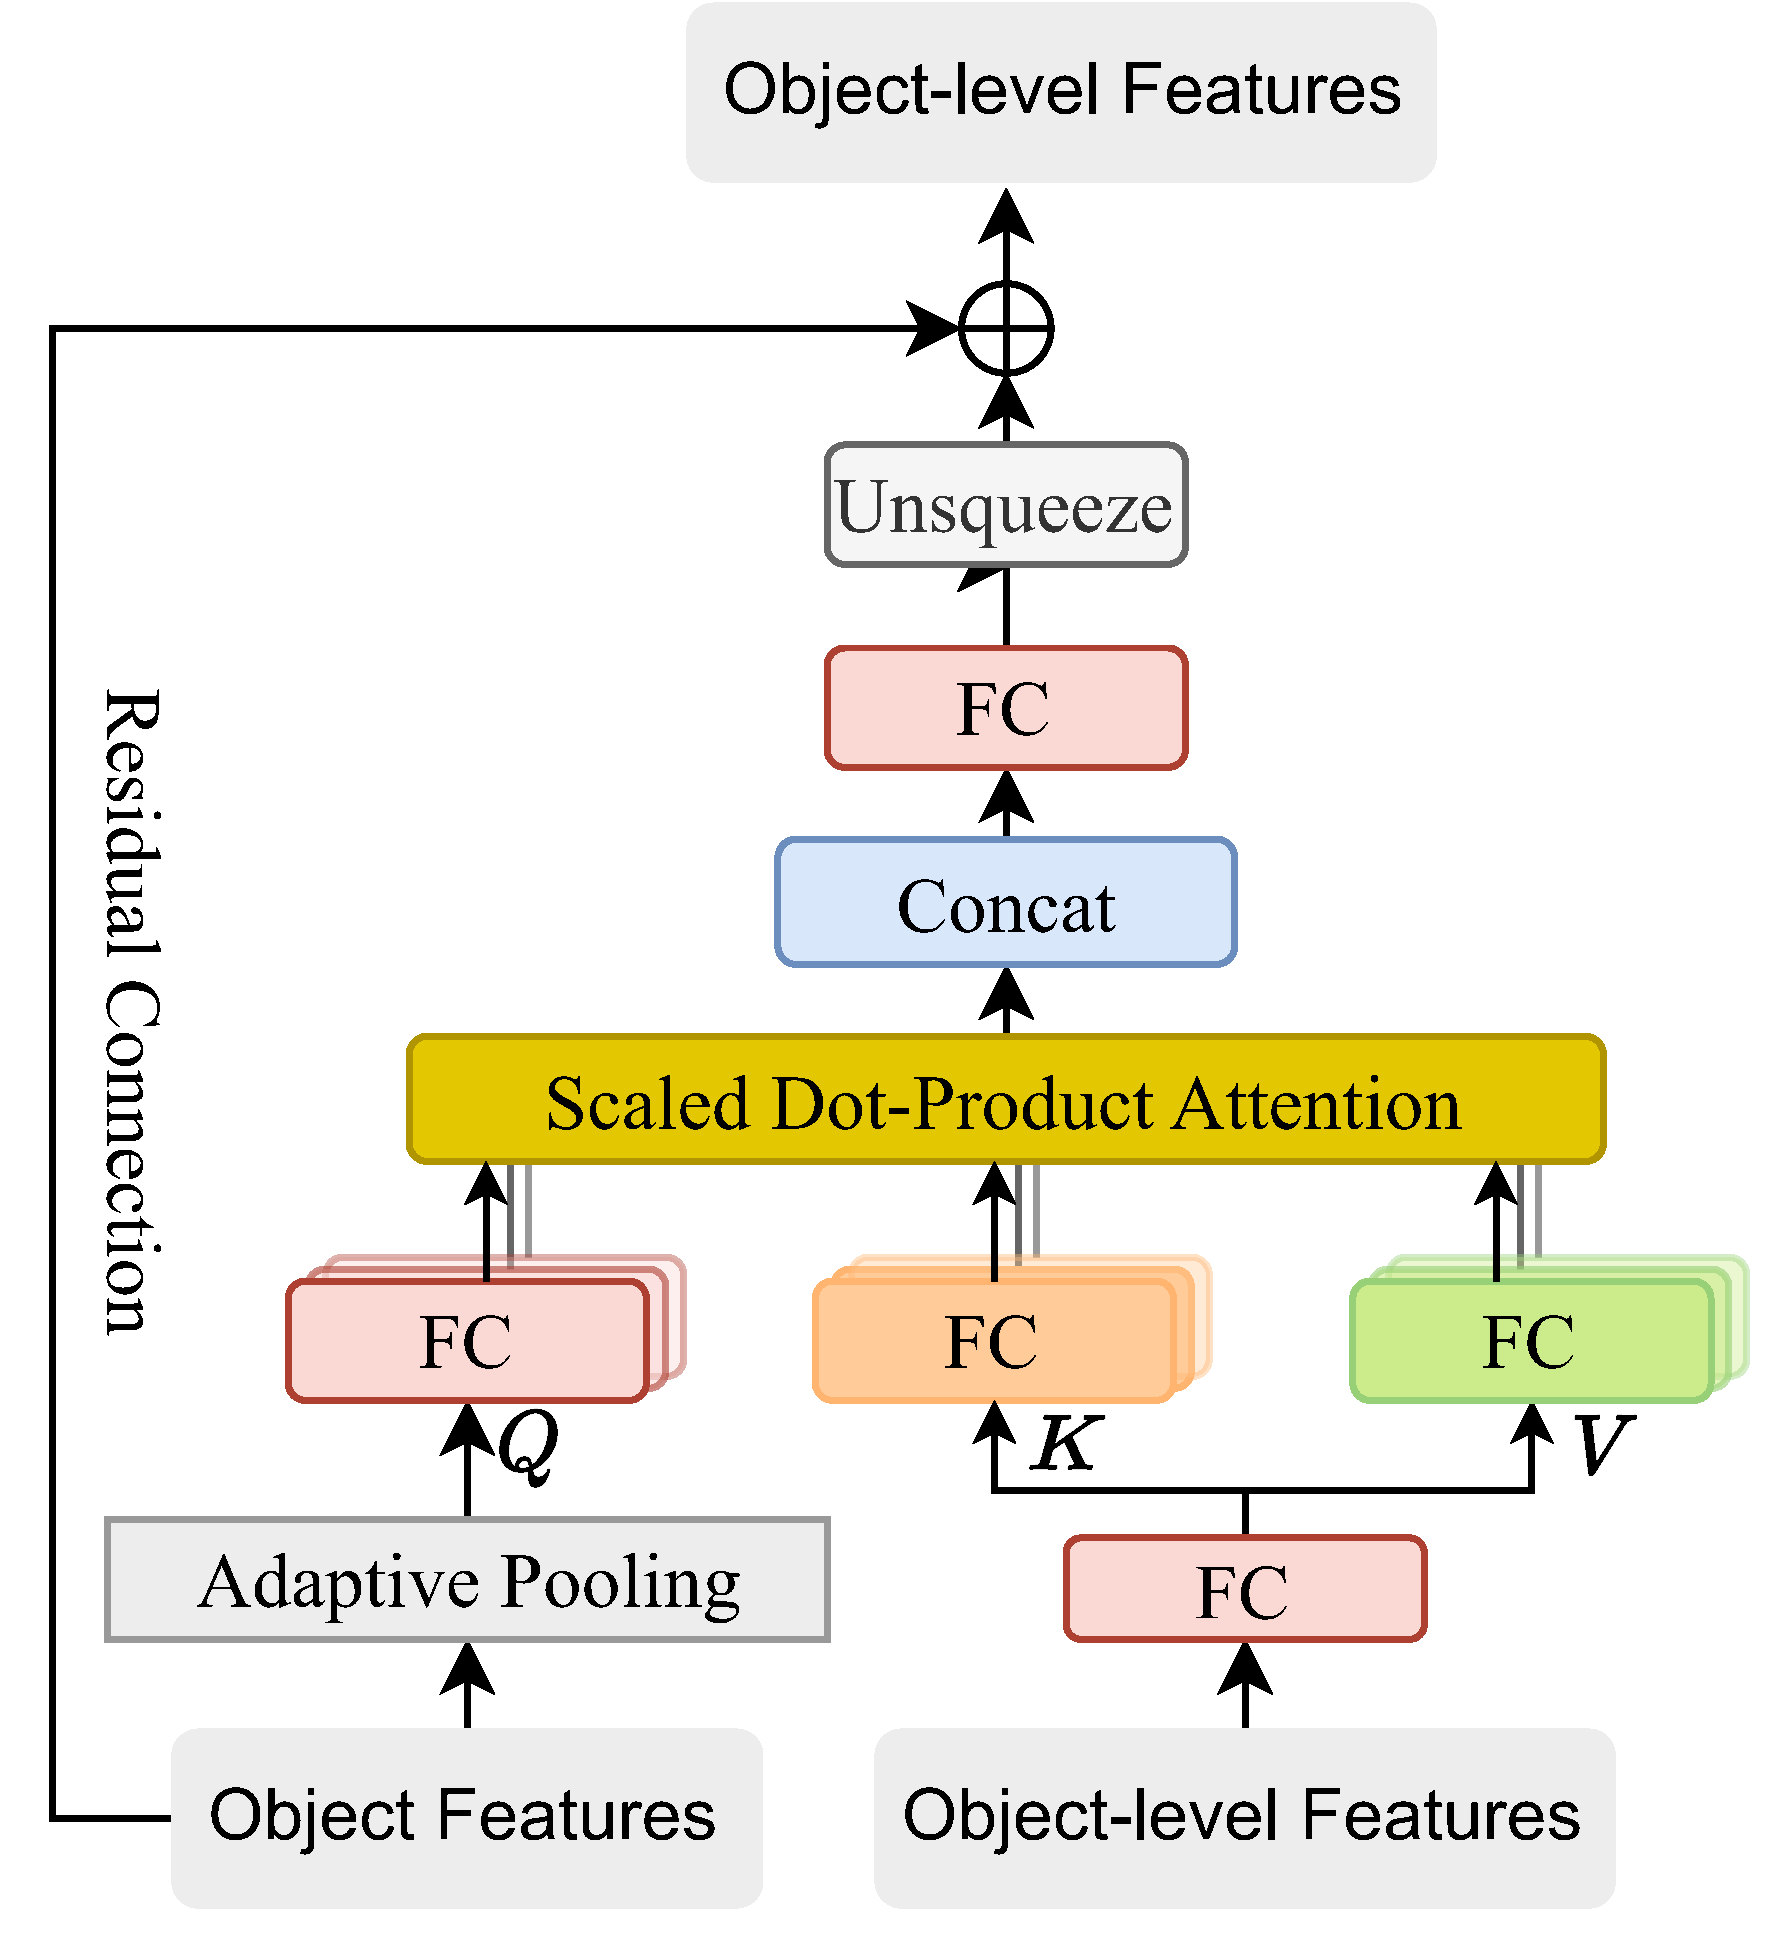 Object-level Features
Unsqueeze
FC
Concat
Scaled Dot-Product Attention
Residual Connection
FC
FC
FC
Q
K
V
Adaptive Pooling
FC
Object Features
Object-level Features